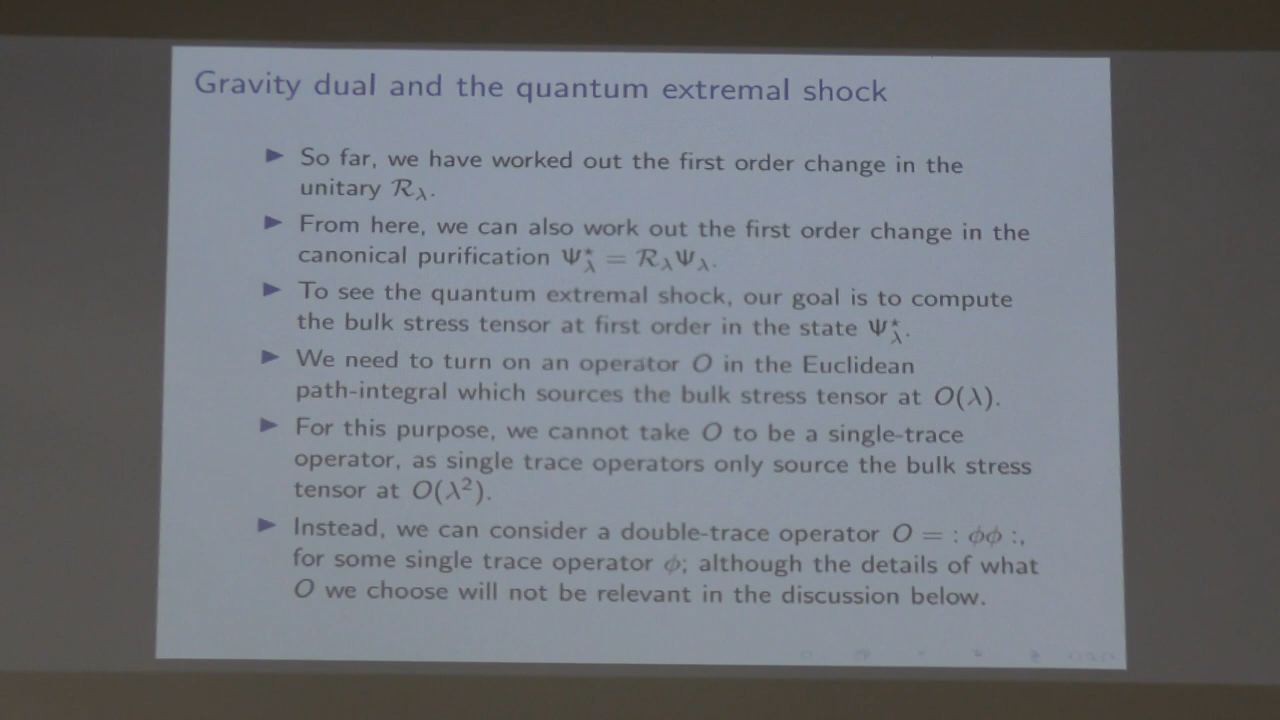 Gravity dual and the quantum extremal shock
▶ So far, we have worked out the first order change in the
unitary ℛ_λ.
▶ From here, we can also work out the first order change in the
canonical purification Ψ*_λ = ℛ_λΨ_λ.
▶ To see the quantum extremal shock, our goal is to compute
the bulk stress tensor at first order in the state Ψ*_λ.
▶ We need to turn on an operator O in the Euclidean
path-integral which sources the bulk stress tensor at O(λ).
▶ For this purpose, we cannot take O to be a single-trace
operator, as single trace operators only source the bulk stress
tensor at O(λ²).
▶ Instead, we can consider a double-trace operator O = : ϕϕ :,
for some single trace operator ϕ; although the details of what
O we choose will not be relevant in the discussion below.